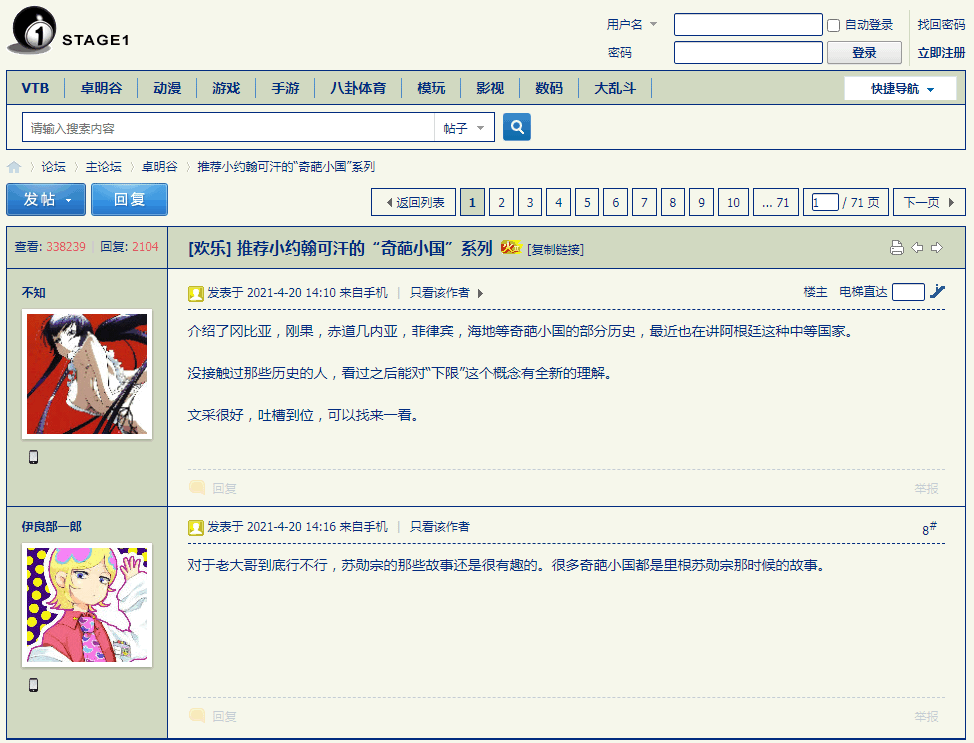 1 STAGE1
用户名 自动登录 找回密码
密码 登录 立即注册
VTB 卓明谷 动漫 游戏 手游 八卦体育 模玩 影视 数码 大乱斗 快捷导航
请输入搜索内容 帖子
论坛 主论坛 卓明谷 推荐小约翰可汗的“奇葩小国”系列
发帖 回复 返回列表 1 2 3 4 5 6 7 8 9 10 ... 71 1 / 71 页 下一页
查看: 338239 回复: 2104 [欢乐] 推荐小约翰可汗的“奇葩小国”系列 火 [复制链接]
不知 发表于 2021-4-20 14:10 来自手机 | 只看该作者 楼主 电梯直达
介绍了冈比亚，刚果，赤道几内亚，菲律宾，海地等奇葩小国的部分历史，最近也在讲阿根廷这种中等国家。
没接触过那些历史的人，看过之后能对“下限”这个概念有全新的理解。
文采很好，吐槽到位，可以找来一看。
回复 举报
伊良部一郎 发表于 2021-4-20 14:16 来自手机 | 只看该作者 8#
对于老大哥到底行不行，苏勋宗的那些故事还是很有趣的。很多奇葩小国都是里根苏勋宗那时候的故事。
回复 举报